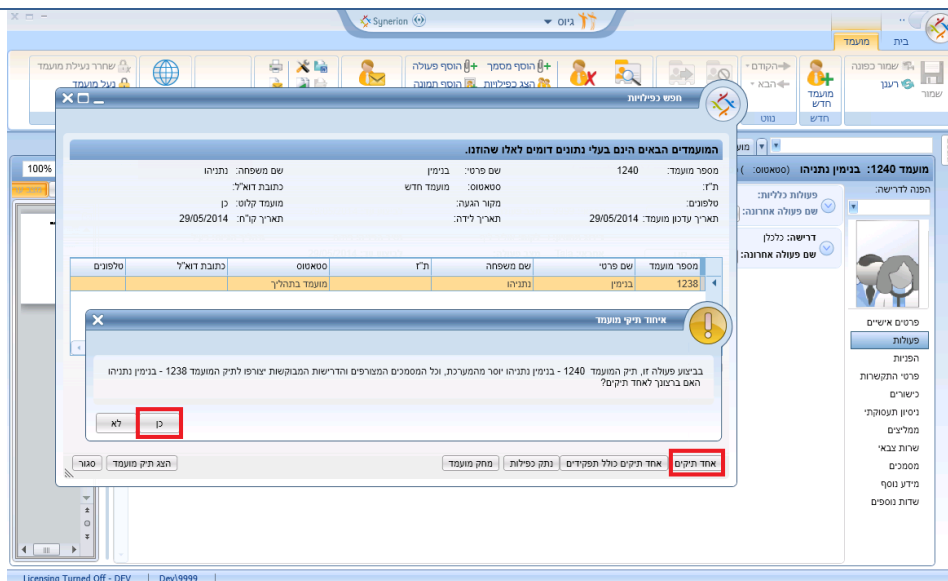 Synerion
גיוס
בית
מועמד
שמור
שמור כפונה
רענן
מועמד חדש
חדש
הקודם
הבא
נווט
הוסף מסמך
הוסף פעולה
הצג כפילויות
הוסף תמונה
שחרר נעילת מועמד
נעל מועמד
חפש כפילויות
המועמדים הבאים הינם בעלי נתונים דומים לאלו שהוזנו.
מספר מועמד: 1240 שם פרטי: בנימין שם משפחה: נתניהו
ת"ז: סטאטוס: מועמד חדש כתובת דוא"ל:
טלפונים: מקור הגעה: מועמד קלוט: כן
תאריך עדכון מועמד: 29/05/2014 תאריך לידה: תאריך קו"ח: 29/05/2014
מספר מועמד שם פרטי שם משפחה ת"ז סטאטוס כתובת דוא"ל טלפונים
1238 בנימין נתניהו מועמד בתהליך
איחוד תיקי מועמד
בביצוע פעולה זו, תיק המועמד 1240 - בנימין נתניהו יוסר מהמערכת, וכל המסמכים המצורפים והדרישות המבוקשות יצורפו לתיק המועמד 1238 - בנימין נתניהו
האם ברצונך לאחד תיקים?
כן לא
אחד תיקים אחד תיקים כולל תפקידים נתק כפילות מחק מועמד הצג תיק מועמד סגור
מועמד 1240: בנימין נתניהו (סטאטוס:
הפנה לדרישה:
פעולות כלליות:
שם פעולה אחרונה:
דרישה: כלכלן
שם פעולה אחרונה:
פרטים אישיים
פעולות
הפניות
פרטי התקשרות
כישורים
ניסיון תעסוקתי
ממליצים
שרות צבאי
מסמכים
מידע נוסף
שדות נוספים
100%
Licensing Turned Off - DEV Dev\9999